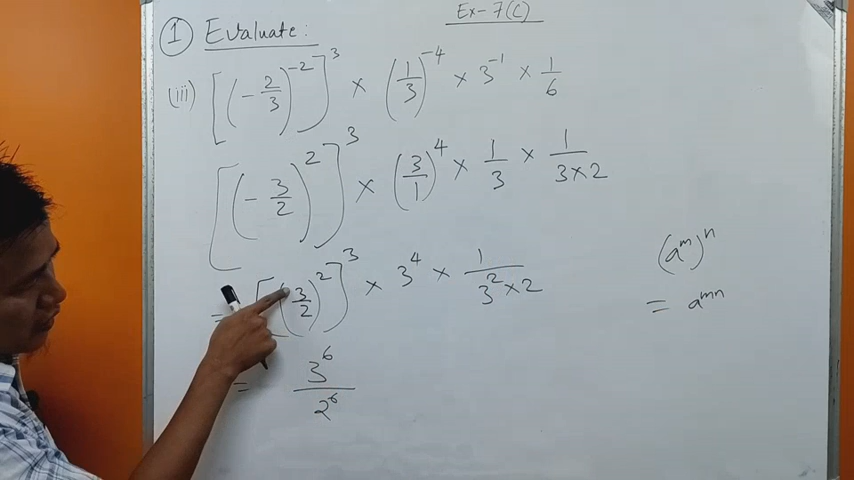 Ex-7(C)
① Evaluate:
(iii) [(-2/3)^-2]^3 × (1/3)^-4 × 3^-1 × 1/6
[(-3/2)^2]^3 × (3/1)^4 × 1/3 × 1/(3×2)
= [(3/2)^2]^3 × 3^4 × 1/(3^2×2)
= 3^6/2^6
(a^m)^n
= a^mn